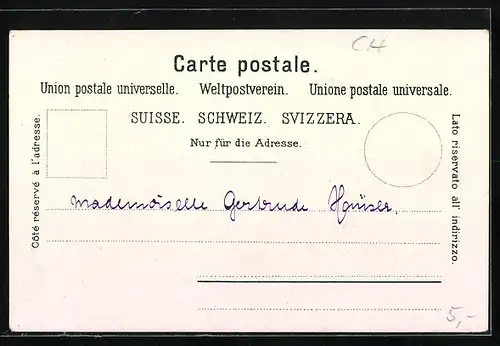 CH
Carte postale.
Union postale universelle. Weltpostverein. Unione postale universale.
SUISSE. SCHWEIZ. SVIZZERA.
Nur für die Adresse.
Côté réservé à l'adresse.
Lato riservato all' indirizzo.
Mademoiselle Gertrude Hauser.
5,-